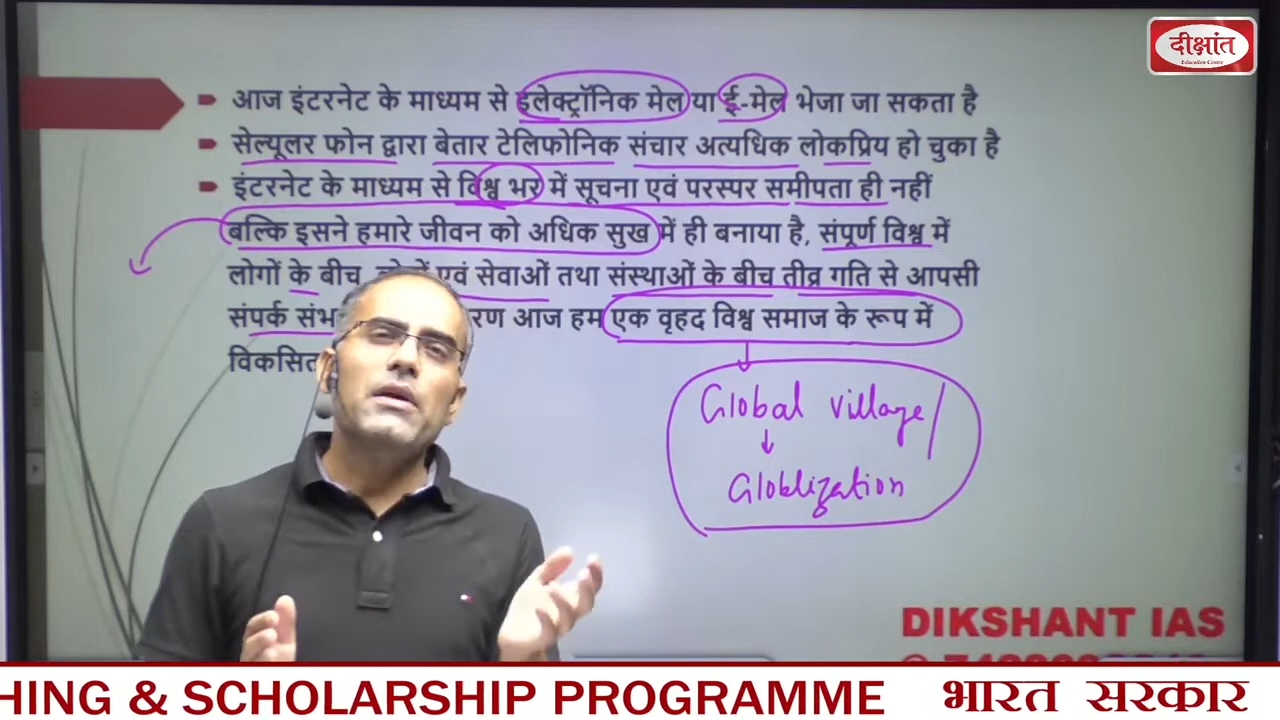 दीक्षांत
Education Centre
आज इंटरनेट के माध्यम से इलेक्ट्रॉनिक मेल या ई-मेल भेजा जा सकता है
सेल्यूलर फोन द्वारा बेतार टेलिफोनिक संचार अत्यधिक लोकप्रिय हो चुका है
इंटरनेट के माध्यम से विश्व भर में सूचना एवं परस्पर समीपता ही नहीं
बल्कि इसने हमारे जीवन को अधिक सुख में ही बनाया है, संपूर्ण विश्व में
लोगों के बीच, एवं सेवाओं तथा संस्थाओं के बीच तीव्र गति से आपसी
संपर्क आज हम एक वृहद विश्व समाज के रूप में
विकसित
Global village/
Globlization
DIKSHANT IAS
HING & SCHOLARSHIP PROGRAMME भारत सरकार